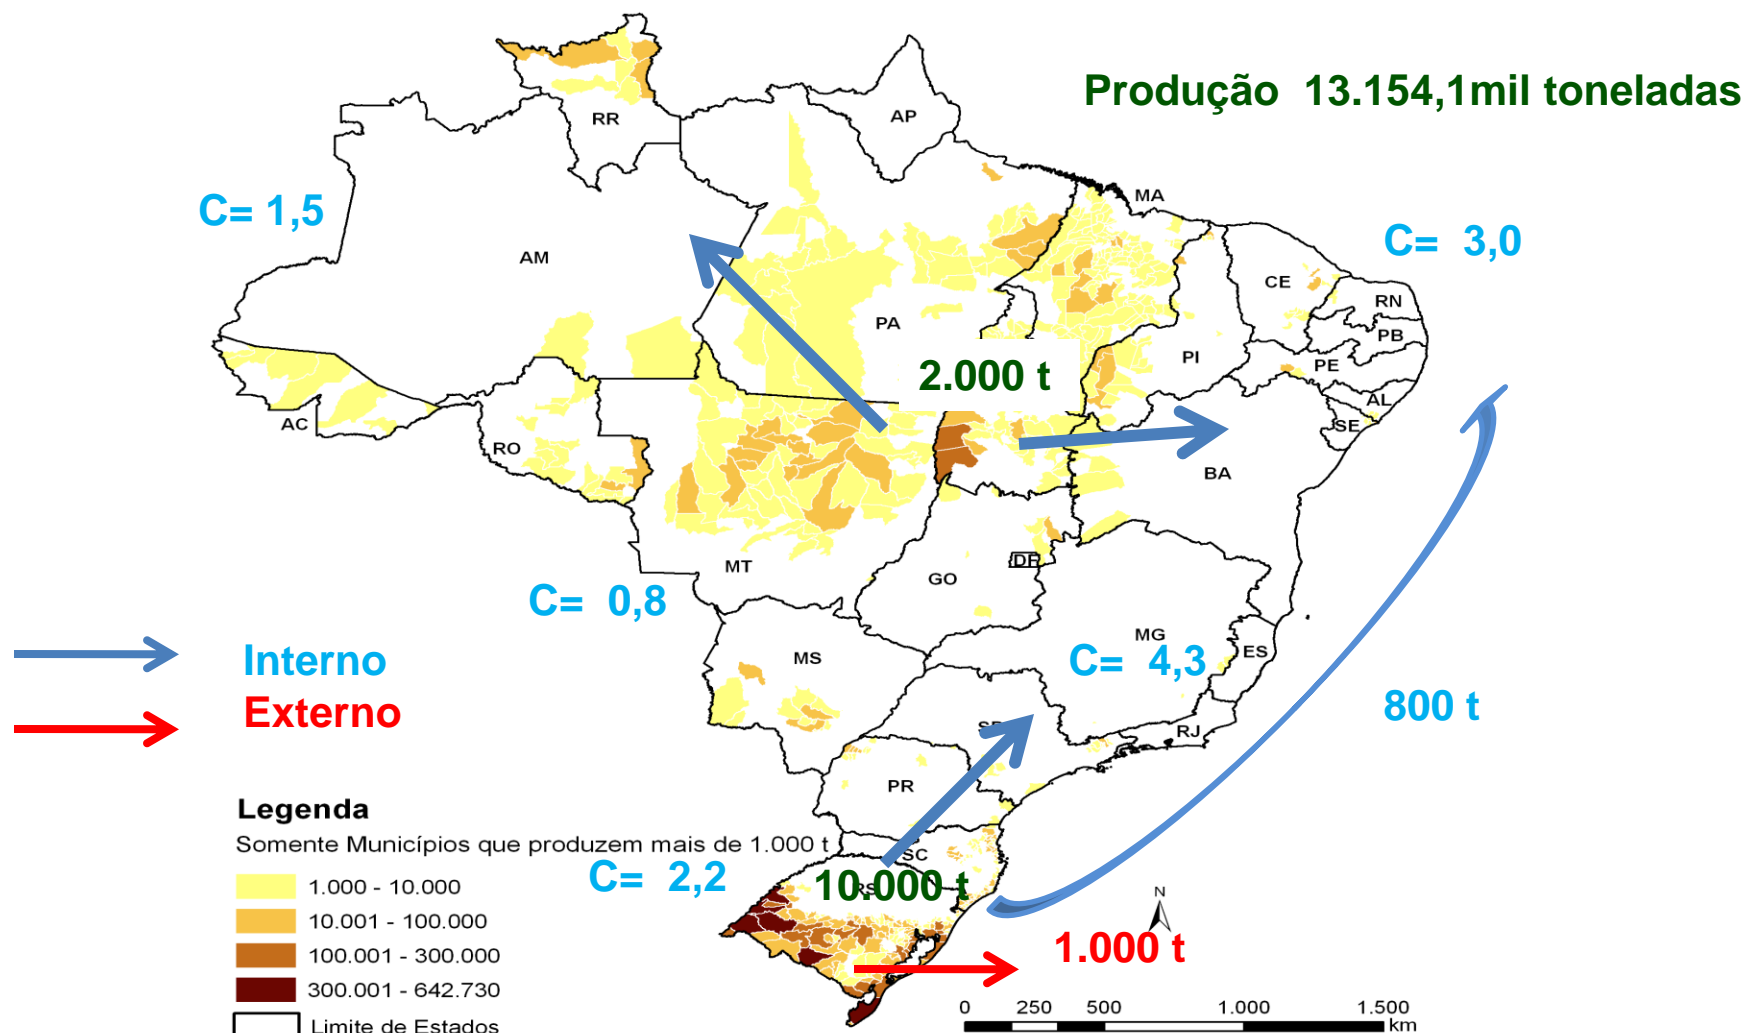 Produção 13.154,1mil toneladas
RR
AP
C= 1,5
MA
C= 3,0
AM
CE
RN
PA
PB
PI
PE
2.000 t
AL
AC
SE
RO
BA
MT
DF
GO
C= 0,8
MG
ES
Interno
MS
C= 4,3
Externo
800 t
SP
RJ
PR
Legenda
Somente Municípios que produzem mais de 1.000 t
SC
C= 2,2
10.000 t
RS
1.000 - 10.000
N
10.001 - 100.000
1.000 t
100.001 - 300.000
300.001 - 642.730
0 250 500 1.000 1.500
km
Limite de Estados